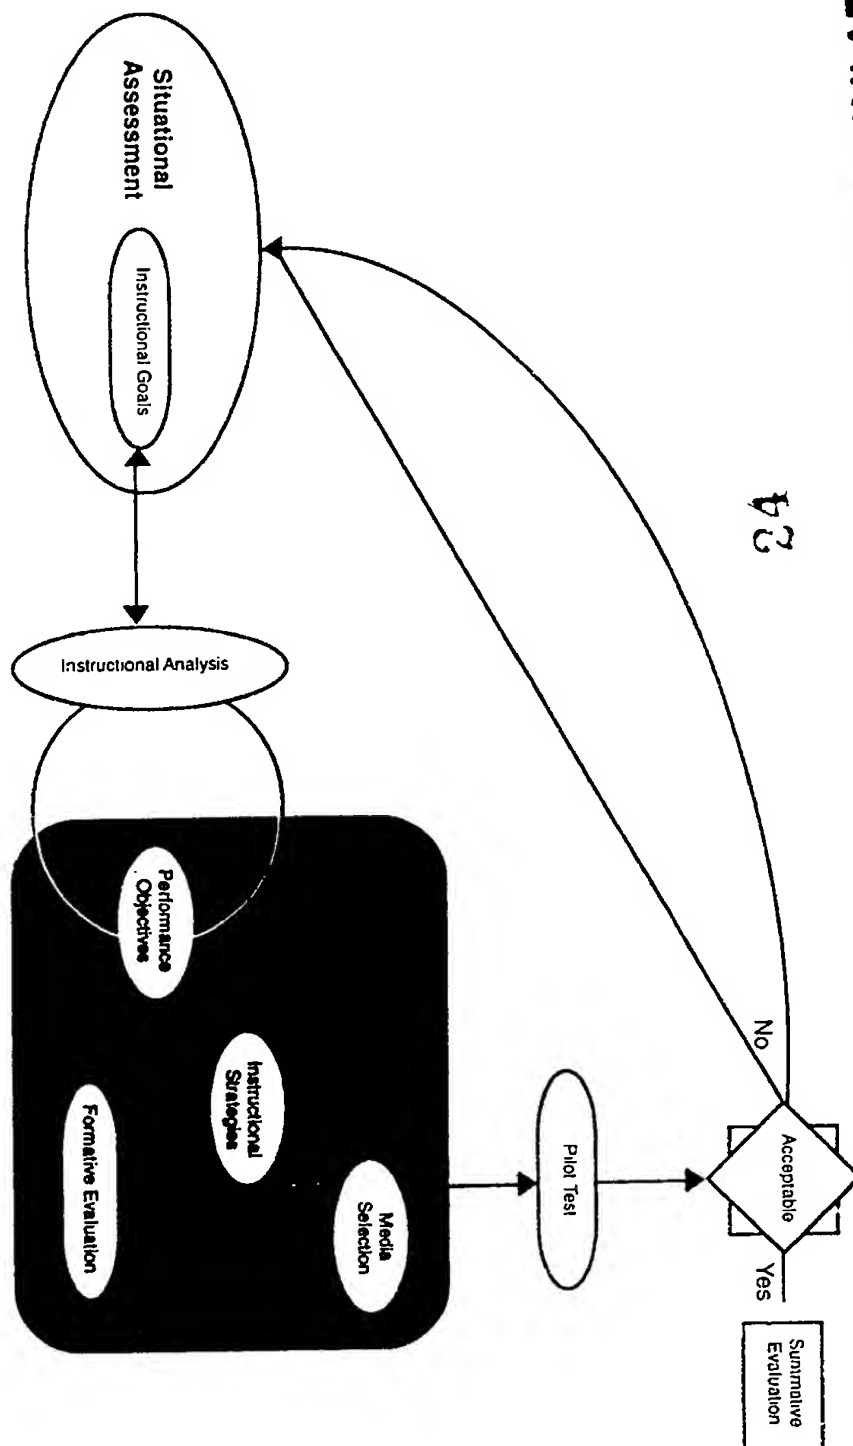 Situational
Assessment
Instructional Goals
Instructional Analysis
Performance
Objectives
Instructional
Strategies
Media
Selection
Formative Evaluation
Pilot Test
Acceptable
No
Yes
Summative
Evaluation
24